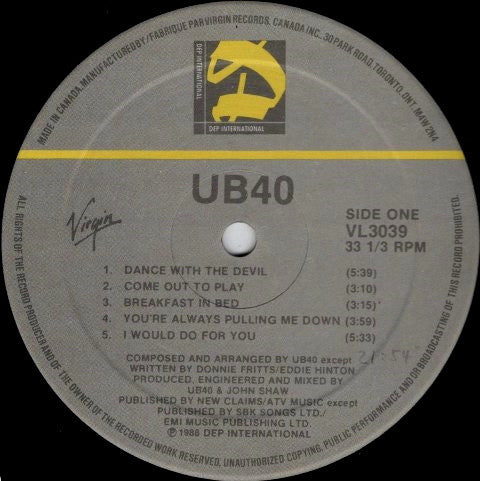 MADE IN CANADA. MANUFACTURED BY/FABRIQUE PAR VIRGIN RECORDS, CANADA INC. 30 PARK ROAD, TORONTO, ONT. M4W 2N4
DEP INTERNATIONAL
DEP INTERNATIONAL
UB40
Virgin
SIDE ONE
VL3039
33 1/3 RPM
1. DANCE WITH THE DEVIL (5:39)
2. COME OUT TO PLAY (3:10)
3. BREAKFAST IN BED (3:15)
4. YOU'RE ALWAYS PULLING ME DOWN (3:59)
5. I WOULD DO FOR YOU (5:33)
COMPOSED AND ARRANGED BY UB40 except
WRITTEN BY DONNIE FRITTS/EDDIE HINTON
PRODUCED, ENGINEERED AND MIXED BY
UB40 & JOHN SHAW
PUBLISHED BY NEW CLAIMS/ATV MUSIC except
PUBLISHED BY SBK SONGS LTD./
EMI MUSIC PUBLISHING LTD.
℗ 1988 DEP INTERNATIONAL
ALL RIGHTS OF THE RECORD PRODUCER AND OF THE OWNER OF THE RECORDED WORK RESERVED. UNAUTHORIZED COPYING, PUBLIC PERFORMANCE AND/OR BROADCASTING OF THIS RECORD PROHIBITED.